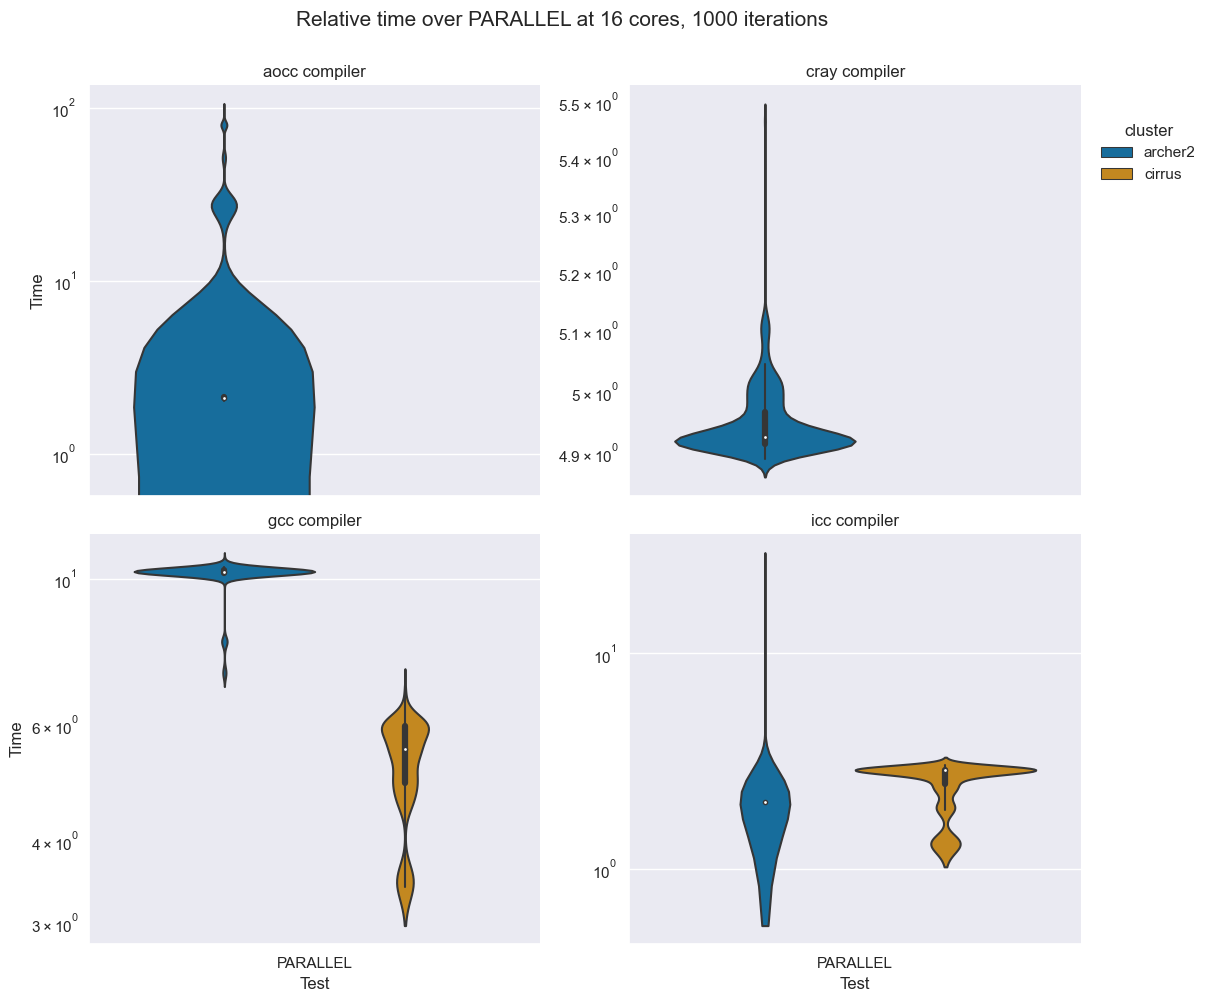 Relative time over PARALLEL at 16 cores, 1000 iterations
aocc compiler
10²
10¹
10⁰
Time
cray compiler
5.5 × 10⁰
5.4 × 10⁰
5.3 × 10⁰
5.2 × 10⁰
5.1 × 10⁰
5 × 10⁰
4.9 × 10⁰
cluster
archer2
cirrus
gcc compiler
10¹
6 × 10⁰
4 × 10⁰
3 × 10⁰
Time
PARALLEL
Test
icc compiler
10¹
10⁰
PARALLEL
Test